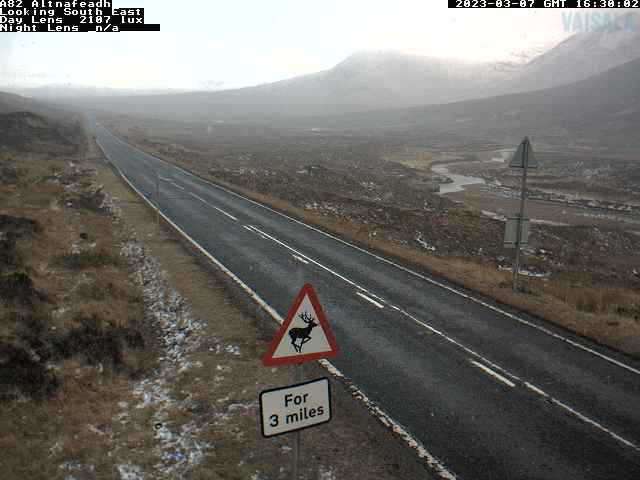 A82 Altnafeadh
Looking South East
Day Lens 2107 lux
Night Lens n/a
2023-03-07 GMT 16:30:02
VAISALA
For
3 miles